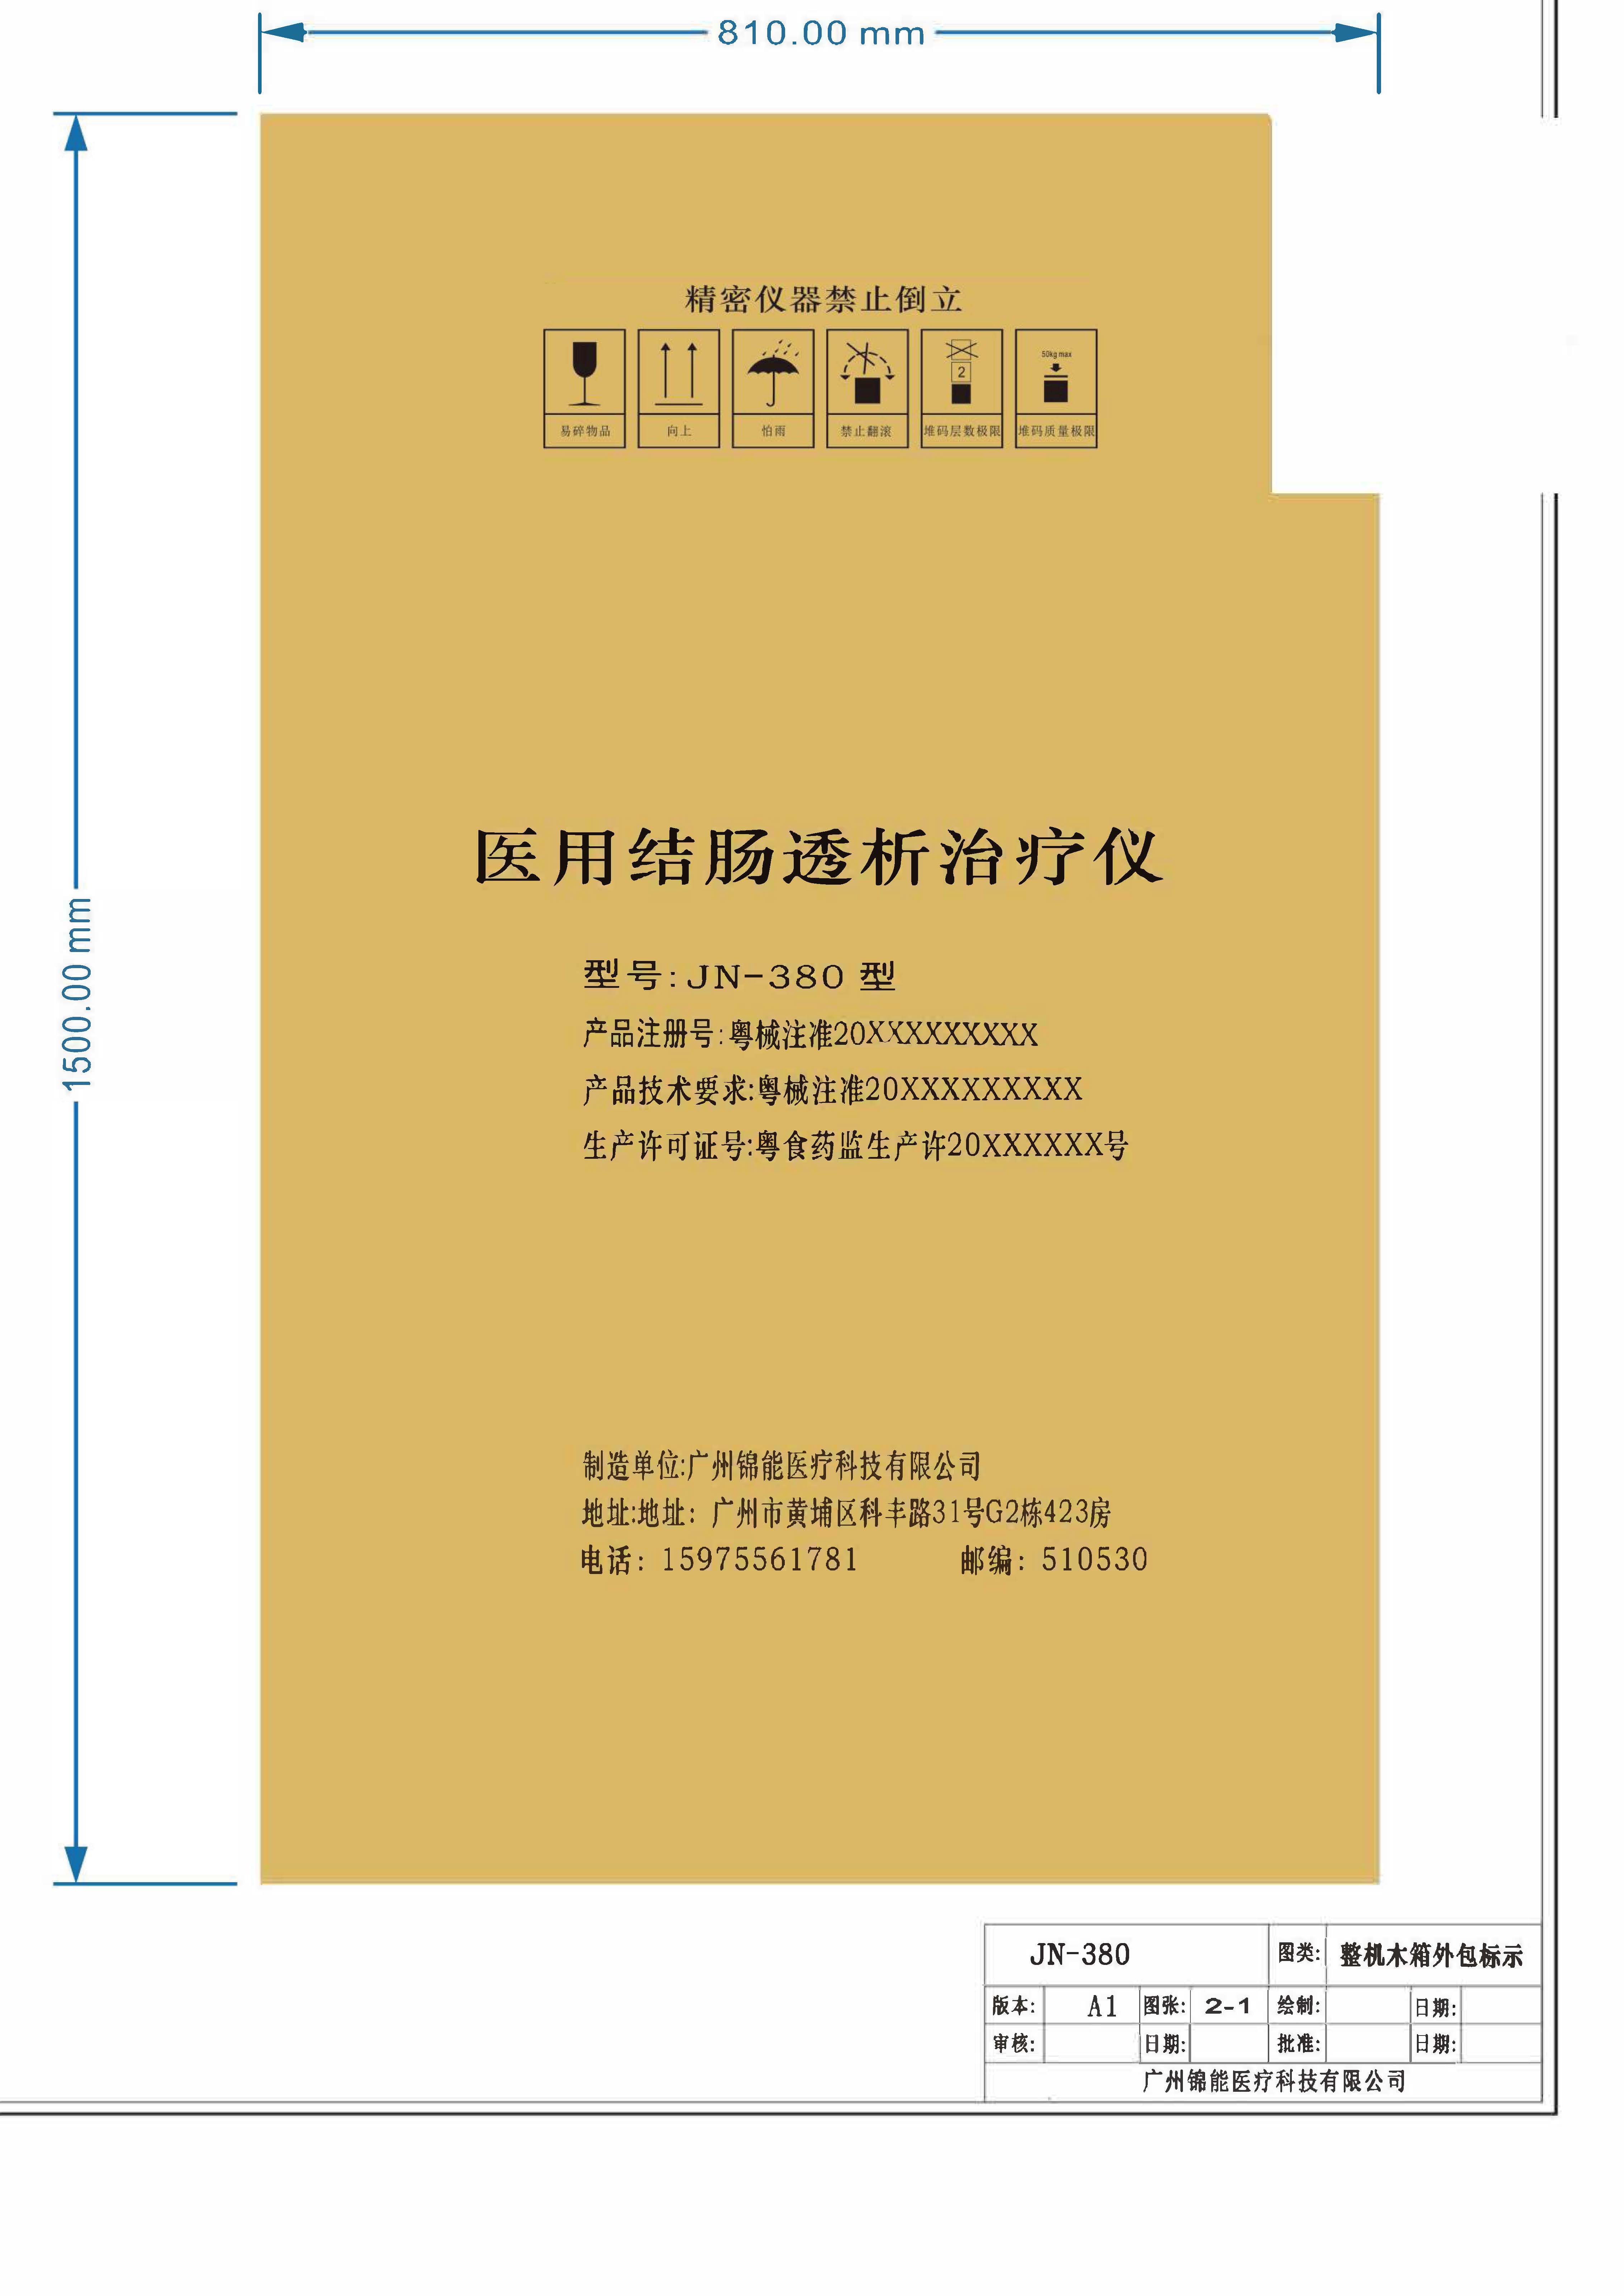 810.00 mm
1500.00 mm
精密仪器禁止倒立
2
50kg max
易碎物品 向上 怕雨 禁止翻滚 堆码层数极限 堆码质量极限
医用结肠透析治疗仪
型号:JN-380 型
产品注册号:粤械注准20XXXXXXXXX
产品技术要求:粤械注准20XXXXXXXXX
生产许可证号:粤食药监生产许20XXXXXX号
制造单位:广州锦能医疗科技有限公司
地址:地址：广州市黄埔区科丰路31号G2栋423房
电话：15975561781 邮编：510530
JN-380 图类: 整机木箱外包标示
版本: A1 图张: 2-1 绘制: 日期:
审核: 日期: 批准: 日期:
广州锦能医疗科技有限公司